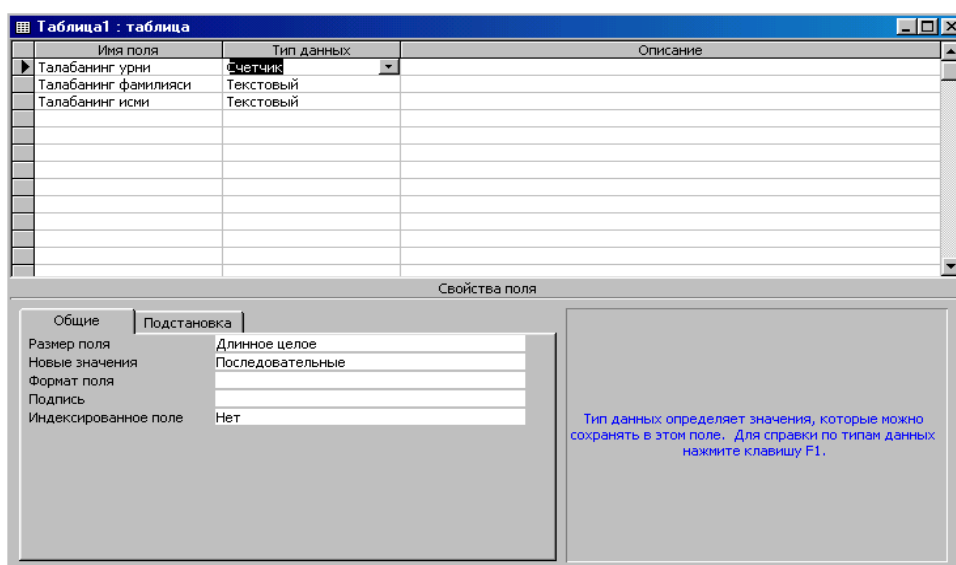 Таблица1 : таблица
Имя поля Тип данных Описание
Талабанинг урни Счетчик
Талабанинг фамилияси Текстовый
Талабанинг исми Текстовый
Свойства поля
Общие Подстановка
Размер поля Длинное целое
Новые значения Последовательные
Формат поля
Подпись
Индексированное поле Нет
Тип данных определяет значения, которые можно
сохранять в этом поле. Для справки по типам данных
нажмите клавишу F1.